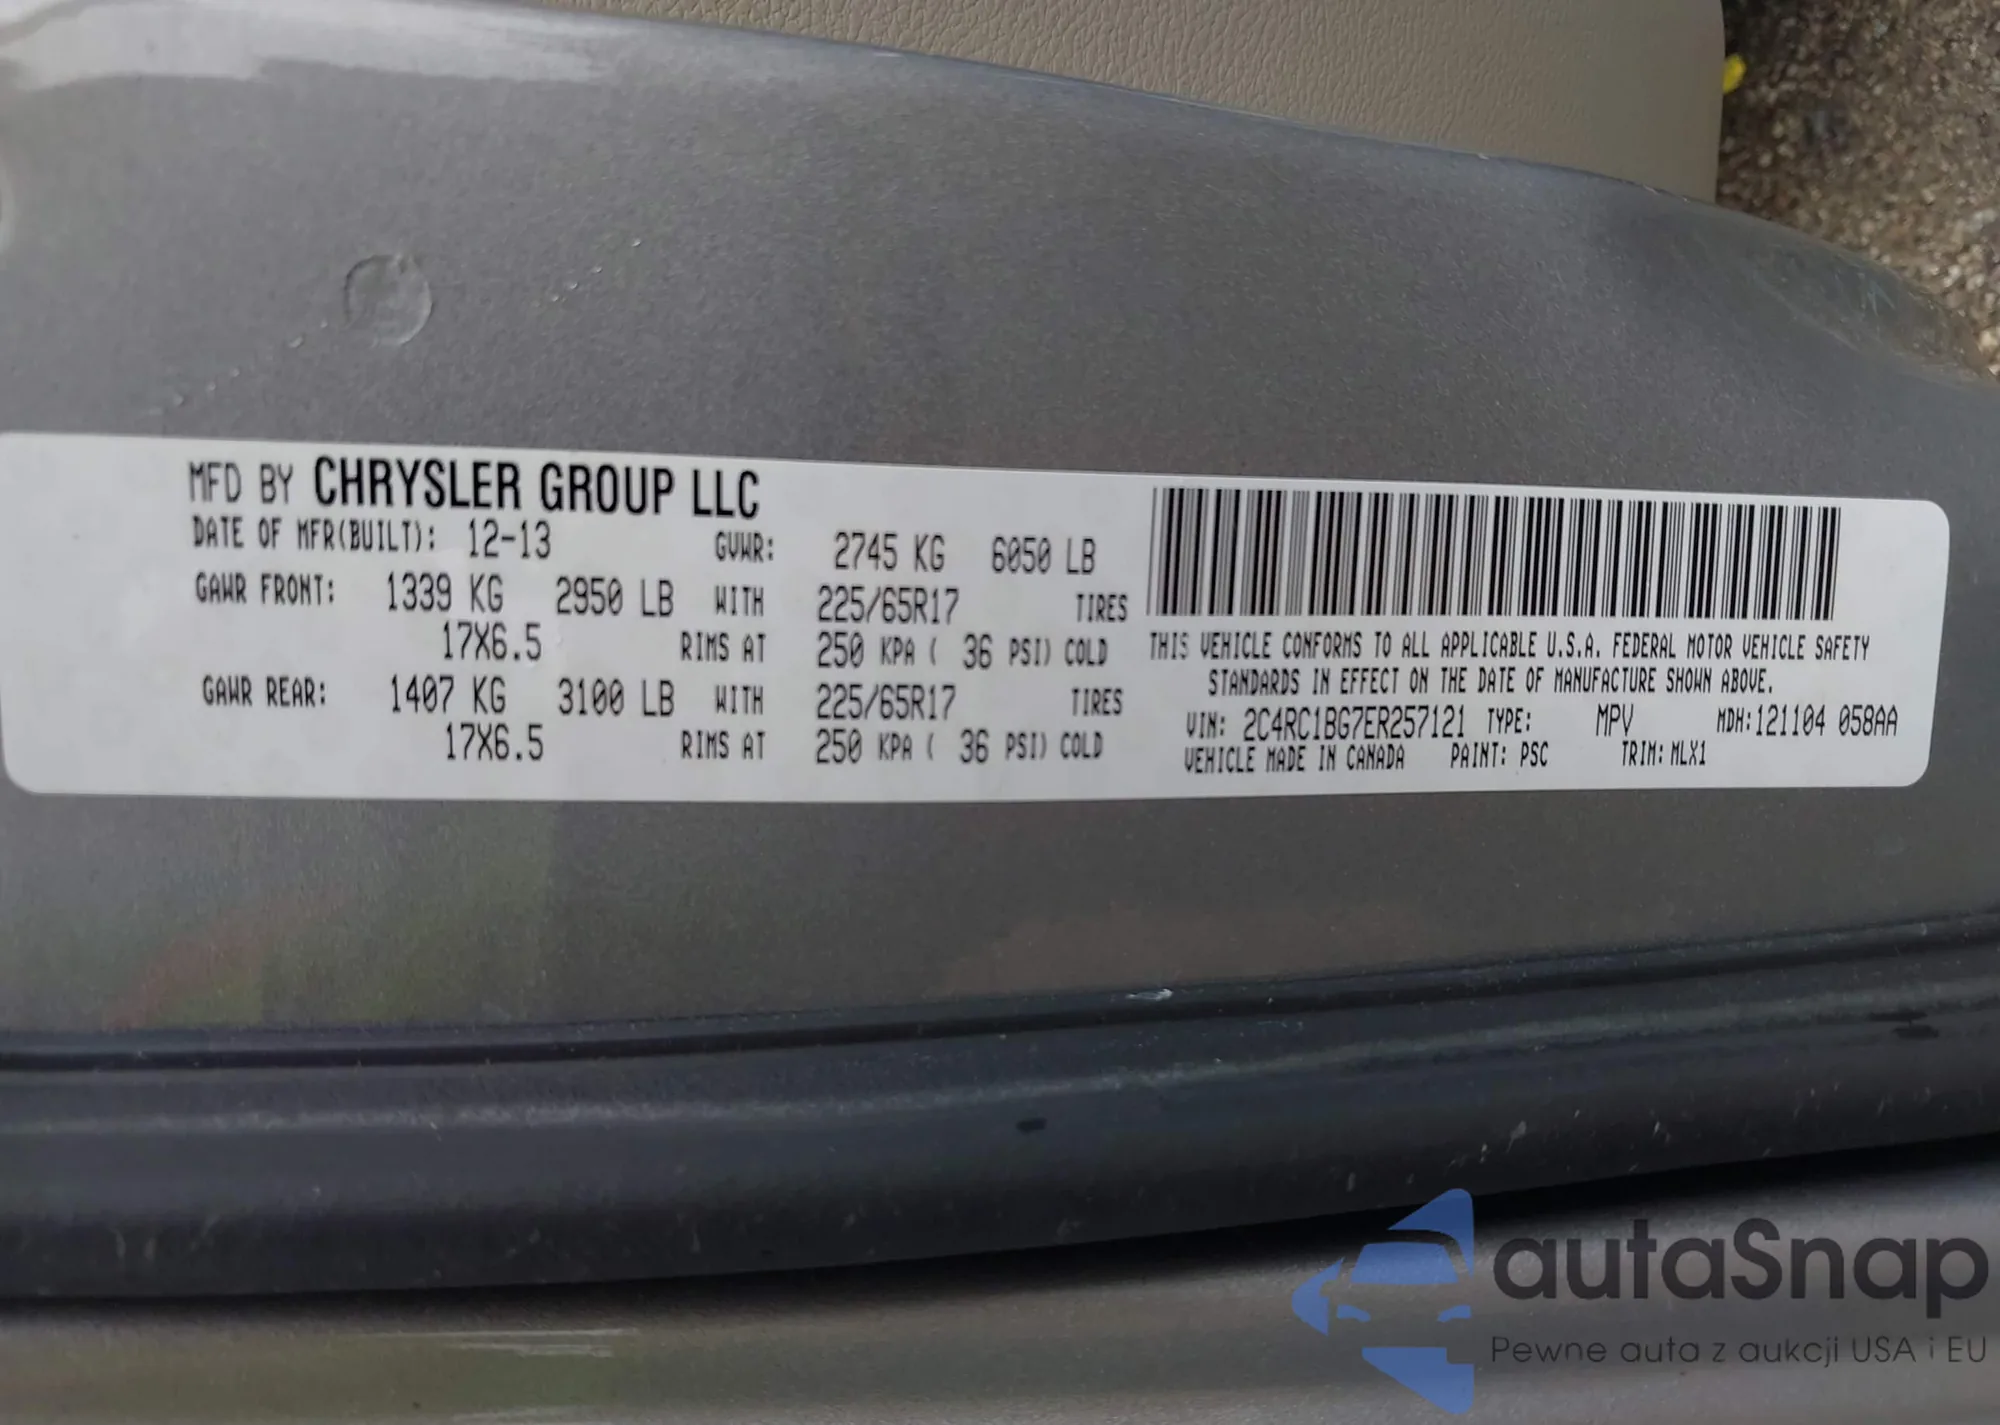 MFD BY CHRYSLER GROUP LLC
DATE OF MFR(BUILT): 12-13 GVWR: 2745 KG 6050 LB
GAWR FRONT: 1339 KG 2950 LB WITH 225/65R17 TIRES
17X6.5 RIMS AT 250 KPA ( 36 PSI) COLD
GAWR REAR: 1407 KG 3100 LB WITH 225/65R17 TIRES
17X6.5 RIMS AT 250 KPA ( 36 PSI) COLD
THIS VEHICLE CONFORMS TO ALL APPLICABLE U.S.A. FEDERAL MOTOR VEHICLE SAFETY
STANDARDS IN EFFECT ON THE DATE OF MANUFACTURE SHOWN ABOVE.
VIN: 2C4RC1BG7ER257121 TYPE: MPV MDH:121104 058AA
VEHICLE MADE IN CANADA PAINT: PSC TRIM: MLX1
autaSnap
Pewne auta z aukcji USA i EU